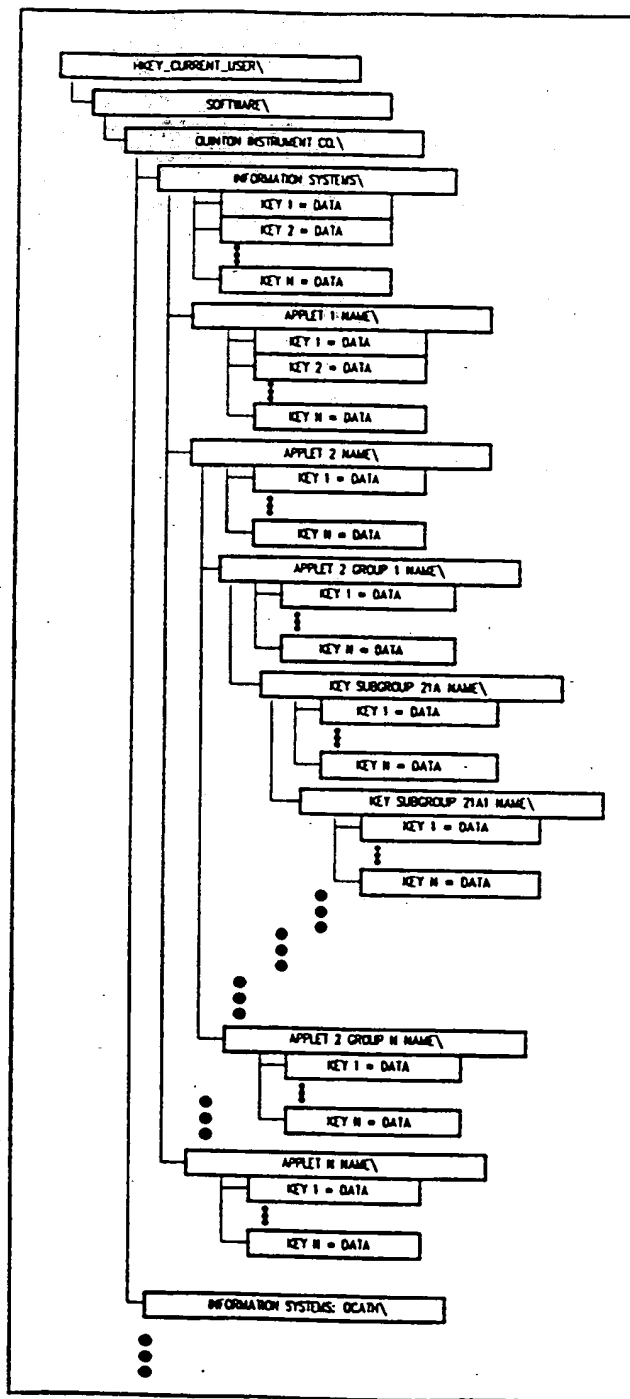 HKEY_CURRENT_USER\
SOFTWARE\
QUINTON INSTRUMENT CO.\
INFORMATION SYSTEMS\
KEY 1 = DATA
KEY 2 = DATA
KEY N = DATA
APPLET 1 NAME\
KEY 1 = DATA
KEY 2 = DATA
KEY N = DATA
APPLET 2 NAME\
KEY 1 = DATA
KEY N = DATA
APPLET 2 GROUP 1 NAME\
KEY 1 = DATA
KEY N = DATA
KEY SUBGROUP 21A NAME\
KEY 1 = DATA
KEY N = DATA
KEY SUBGROUP 21A1 NAME\
KEY 1 = DATA
KEY N = DATA
APPLET 2 GROUP N NAME\
KEY 1 = DATA
KEY N = DATA
APPLET N NAME\
KEY 1 = DATA
KEY N = DATA
INFORMATION SYSTEMS: QCATH\